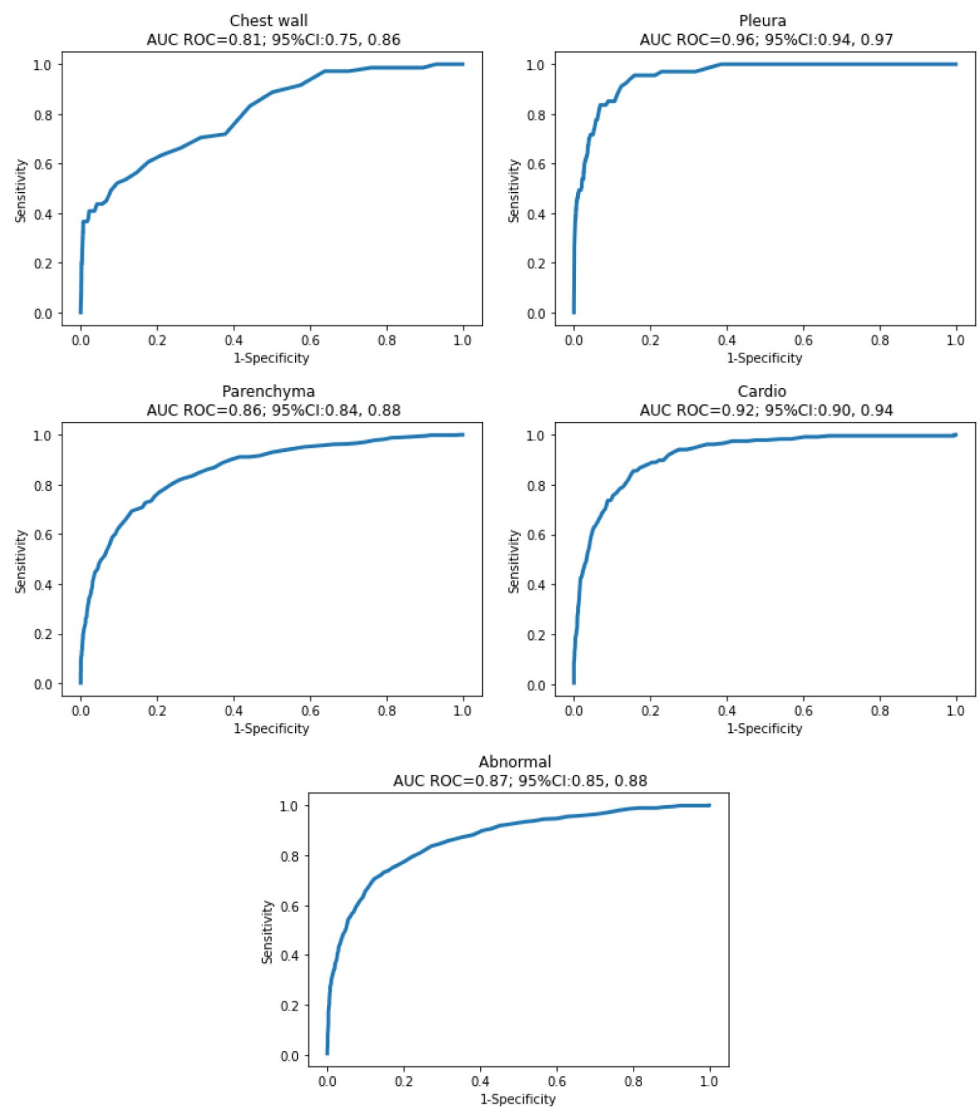 Chest wall
AUC ROC=0.81; 95%CI:0.75, 0.86
1.0
0.8
0.6
0.4
0.2
0.0
Sensitivity
0.0 0.2 0.4 0.6 0.8 1.0
1-Specificity
Pleura
AUC ROC=0.96; 95%CI:0.94, 0.97
1.0
0.8
0.6
0.4
0.2
0.0
Sensitivity
0.0 0.2 0.4 0.6 0.8 1.0
1-Specificity
Parenchyma
AUC ROC=0.86; 95%CI:0.84, 0.88
1.0
0.8
0.6
0.4
0.2
0.0
Sensitivity
0.0 0.2 0.4 0.6 0.8 1.0
1-Specificity
Cardio
AUC ROC=0.92; 95%CI:0.90, 0.94
1.0
0.8
0.6
0.4
0.2
0.0
Sensitivity
0.0 0.2 0.4 0.6 0.8 1.0
1-Specificity
Abnormal
AUC ROC=0.87; 95%CI:0.85, 0.88
1.0
0.8
0.6
0.4
0.2
0.0
Sensitivity
0.0 0.2 0.4 0.6 0.8 1.0
1-Specificity